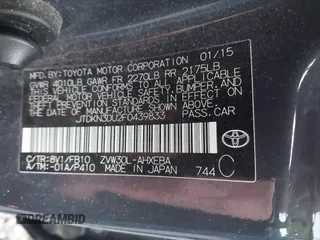 MFD.BY:TOYOTA MOTOR CORPORATION 01/15
GVWR 4010LB GAWR FR 2270LB RR 2175LB
THIS VEHICLE CONFORMS TO ALL APPLICABLE
FEDERAL MOTOR VEHICLE SAFETY, BUMPER AND
THEFT PREVENTION STANDARDS IN EFFECT ON
THE DATE OF MANUFACTURE SHOWN ABOVE.
JTDKN3DU2F0439833 PASS.CAR
TOYOTA
C/TR:8V1/FB10 ZVW30L-AHXEBA
A/TM:-01A/P410 MADE IN JAPAN 744 C
DREAMBID